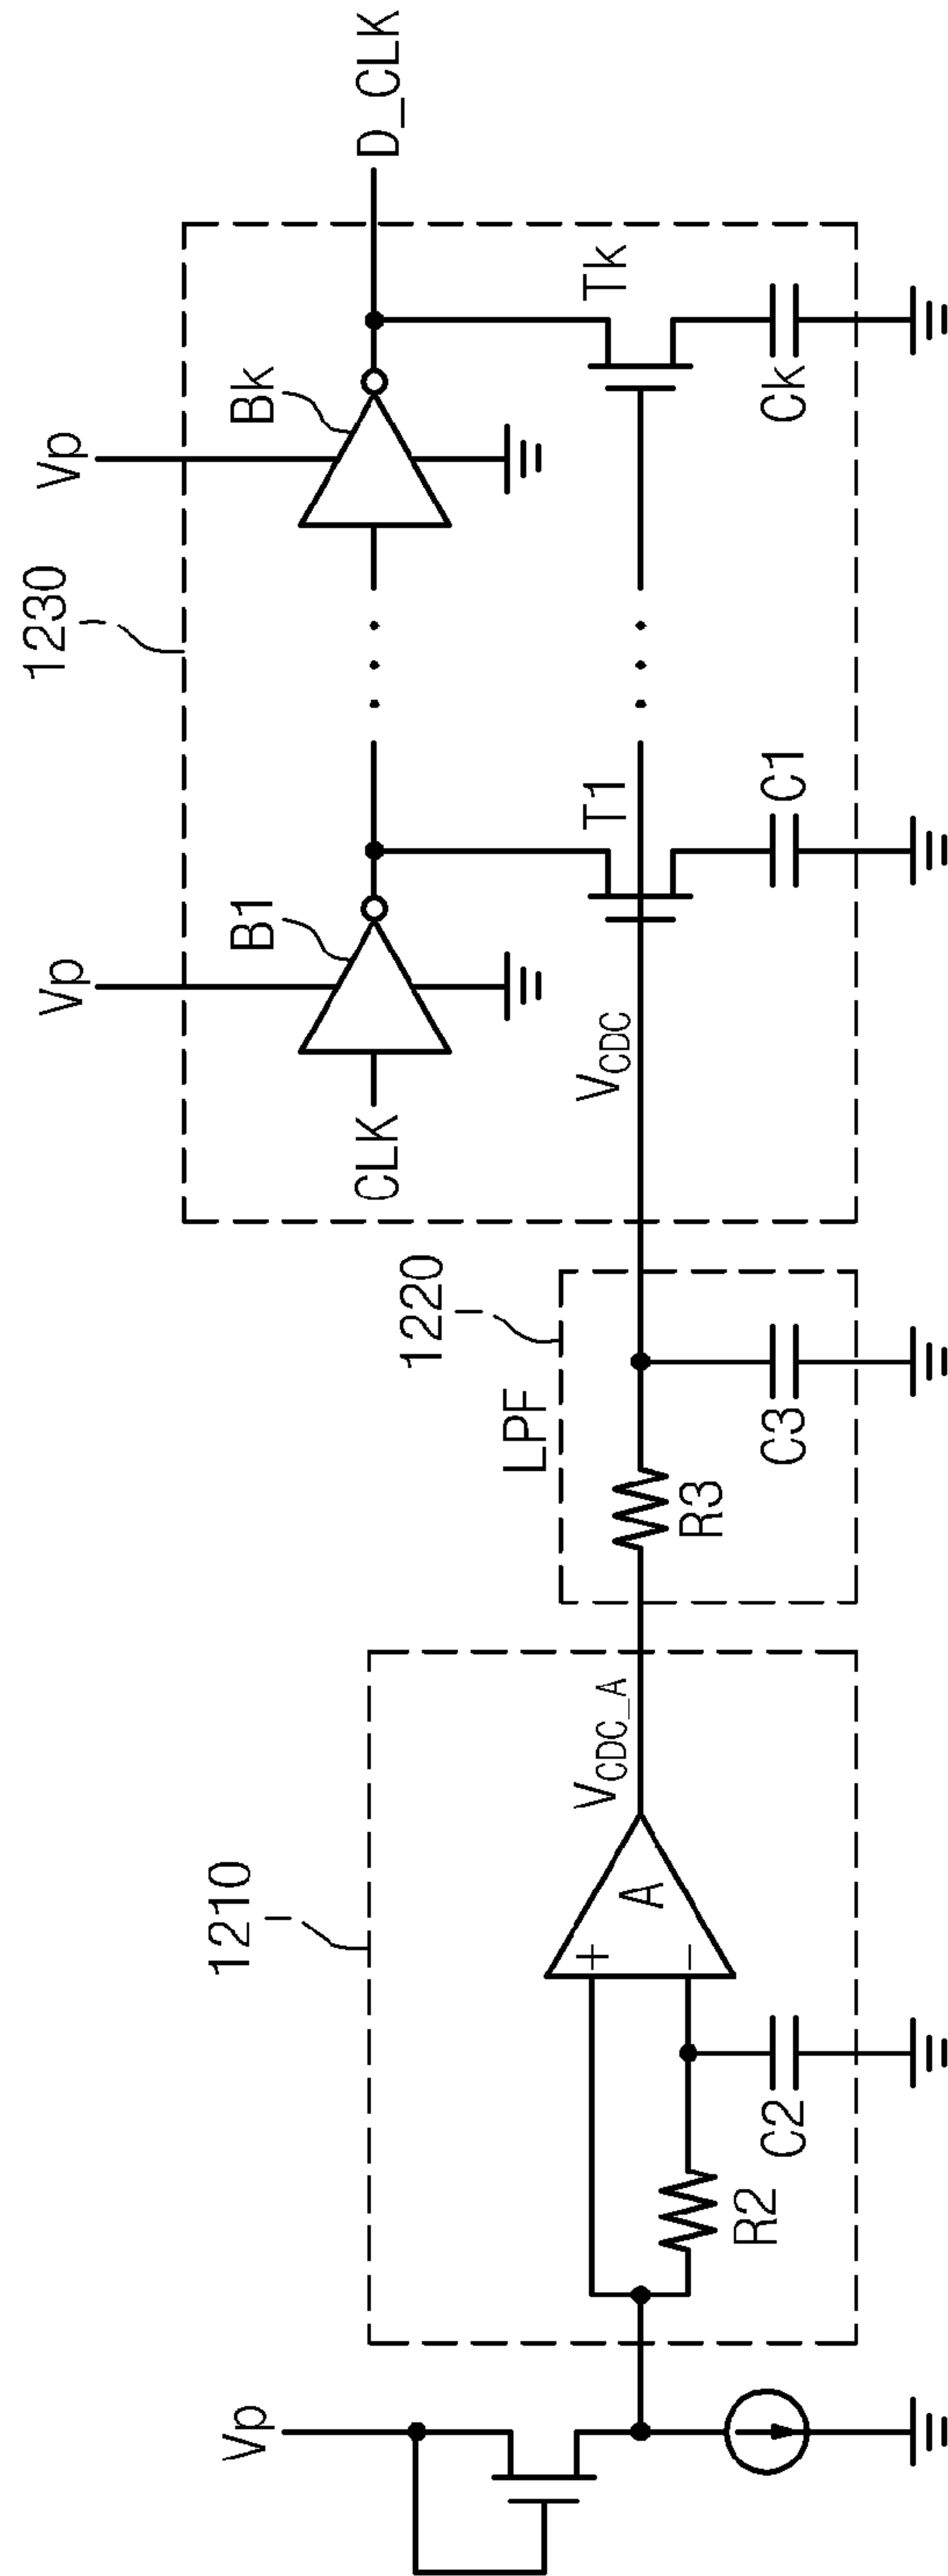 Vp
1210
R2
C2
+
−
A
VCDC_A
LPF
1220
R3
C3
1230
VCDC
CLK
Vp
B1
T1
C1
. . .
. . .
Vp
Bk
Tk
Ck
D_CLK